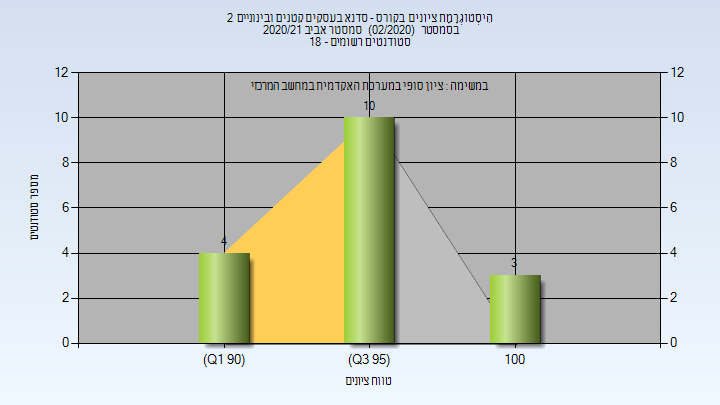 היסטוגרמת ציונים בקורס - סדנא בעסקים קטנים ובינוניים 2
בסמסטר (02/2020) סמסטר אביב 2020/21
סטודנטים רשומים - 18
במשימה : ציון סופי במערכת האקדמית במחשב המרכזי
12 12
10 10 10
8 8
6 6
4 4 4
3
2 2
0 0
(Q1 90) (Q3 95) 100
טווח ציונים
מספר סטודנטים